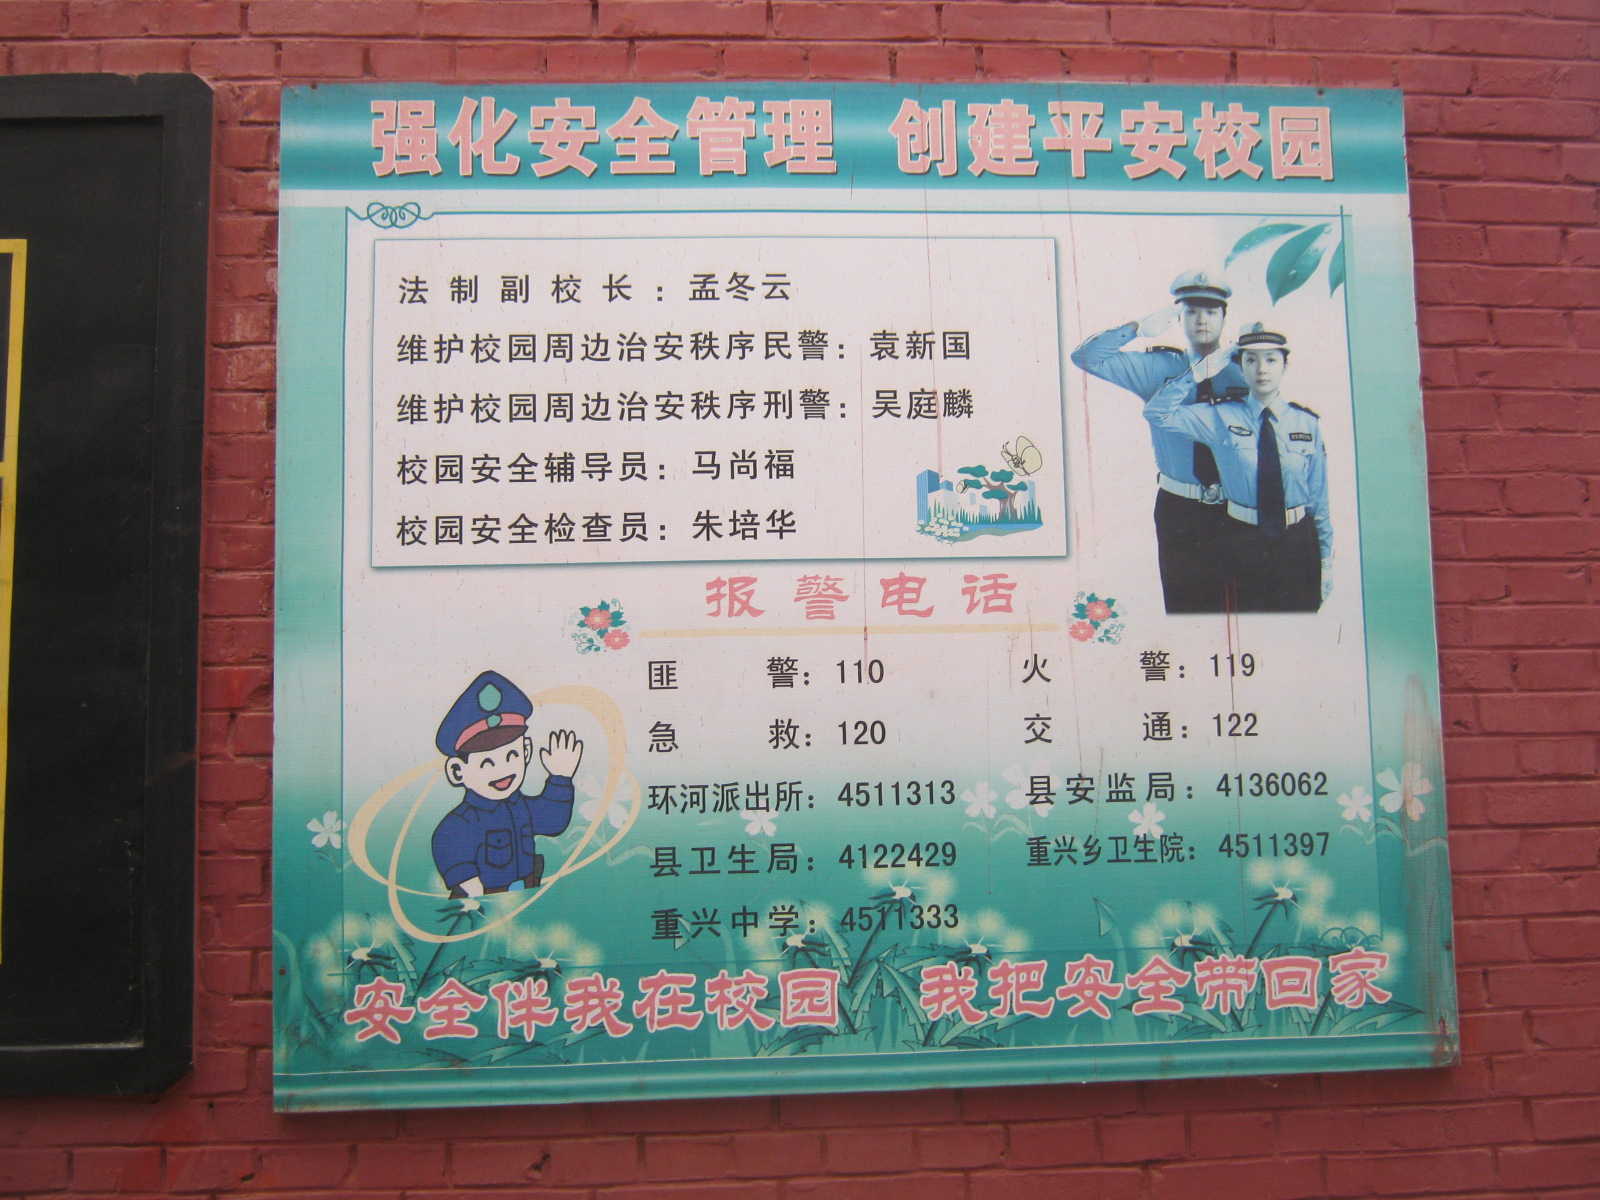 强化安全管理 创建平安校园
法制副校长：孟冬云
维护校园周边治安秩序民警：袁新国
维护校园周边治安秩序刑警：吴庭麟
校园安全辅导员：马尚福
校园安全检查员：朱培华
报警电话
匪 警：110 火 警：119
急 救：120 交 通：122
环河派出所：4511313 县安监局：4136062
县卫生局：4122429 重兴乡卫生院：4511397
重兴中学：4511333
安全伴我在校园 我把安全带回家